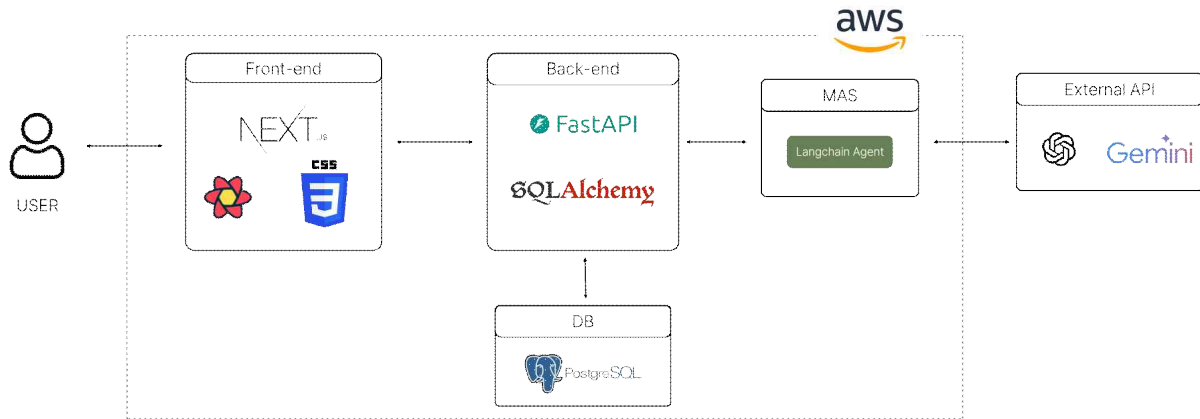 aws
Front-end
Back-end
MAS
External API
NEXT.JS
FastAPI
CSS
3
Langchain Agent
Gemini
SQLAlchemy
USER
DB
PostgreSQL